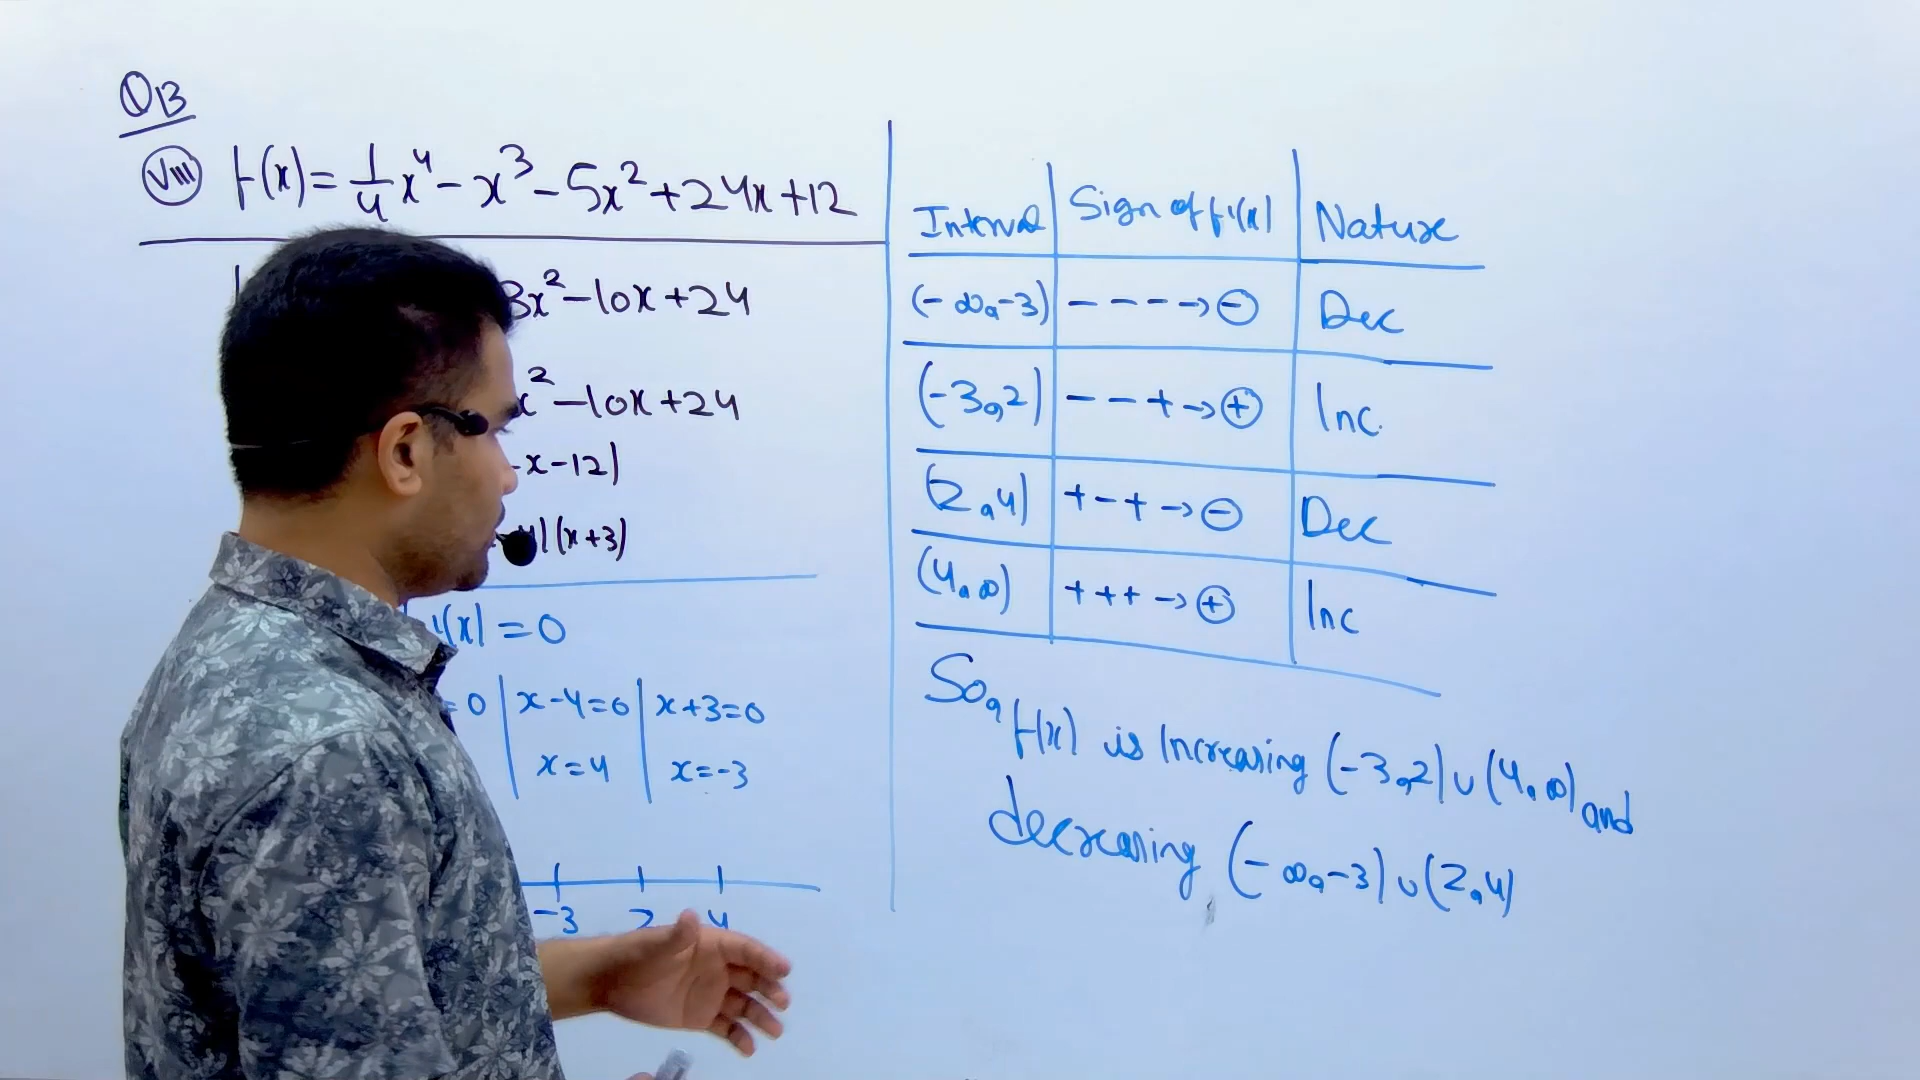 Q13
(viii) f(x) = 1/4 x⁴ - x³ - 5x² + 24x + 12
3x² - 10x + 24
x² - 10x + 24
-x-12)
4)(x+3)
'(x) = 0
= 0 | x-4=0 | x+3=0
x=4 | x=-3
-3 2 4
Interval | Sign of f'(x) | Nature
(-∞,-3) | - - - → ⊖ | Dec
(-3,2) | - - + → ⊕ | Inc.
(2,4) | + - + → ⊖ | Dec
(4,∞) | + + + → ⊕ | Inc
So, f(x) is Increasing (-3,2) ∪ (4,∞) and
decreasing (-∞,-3) ∪ (2,4)